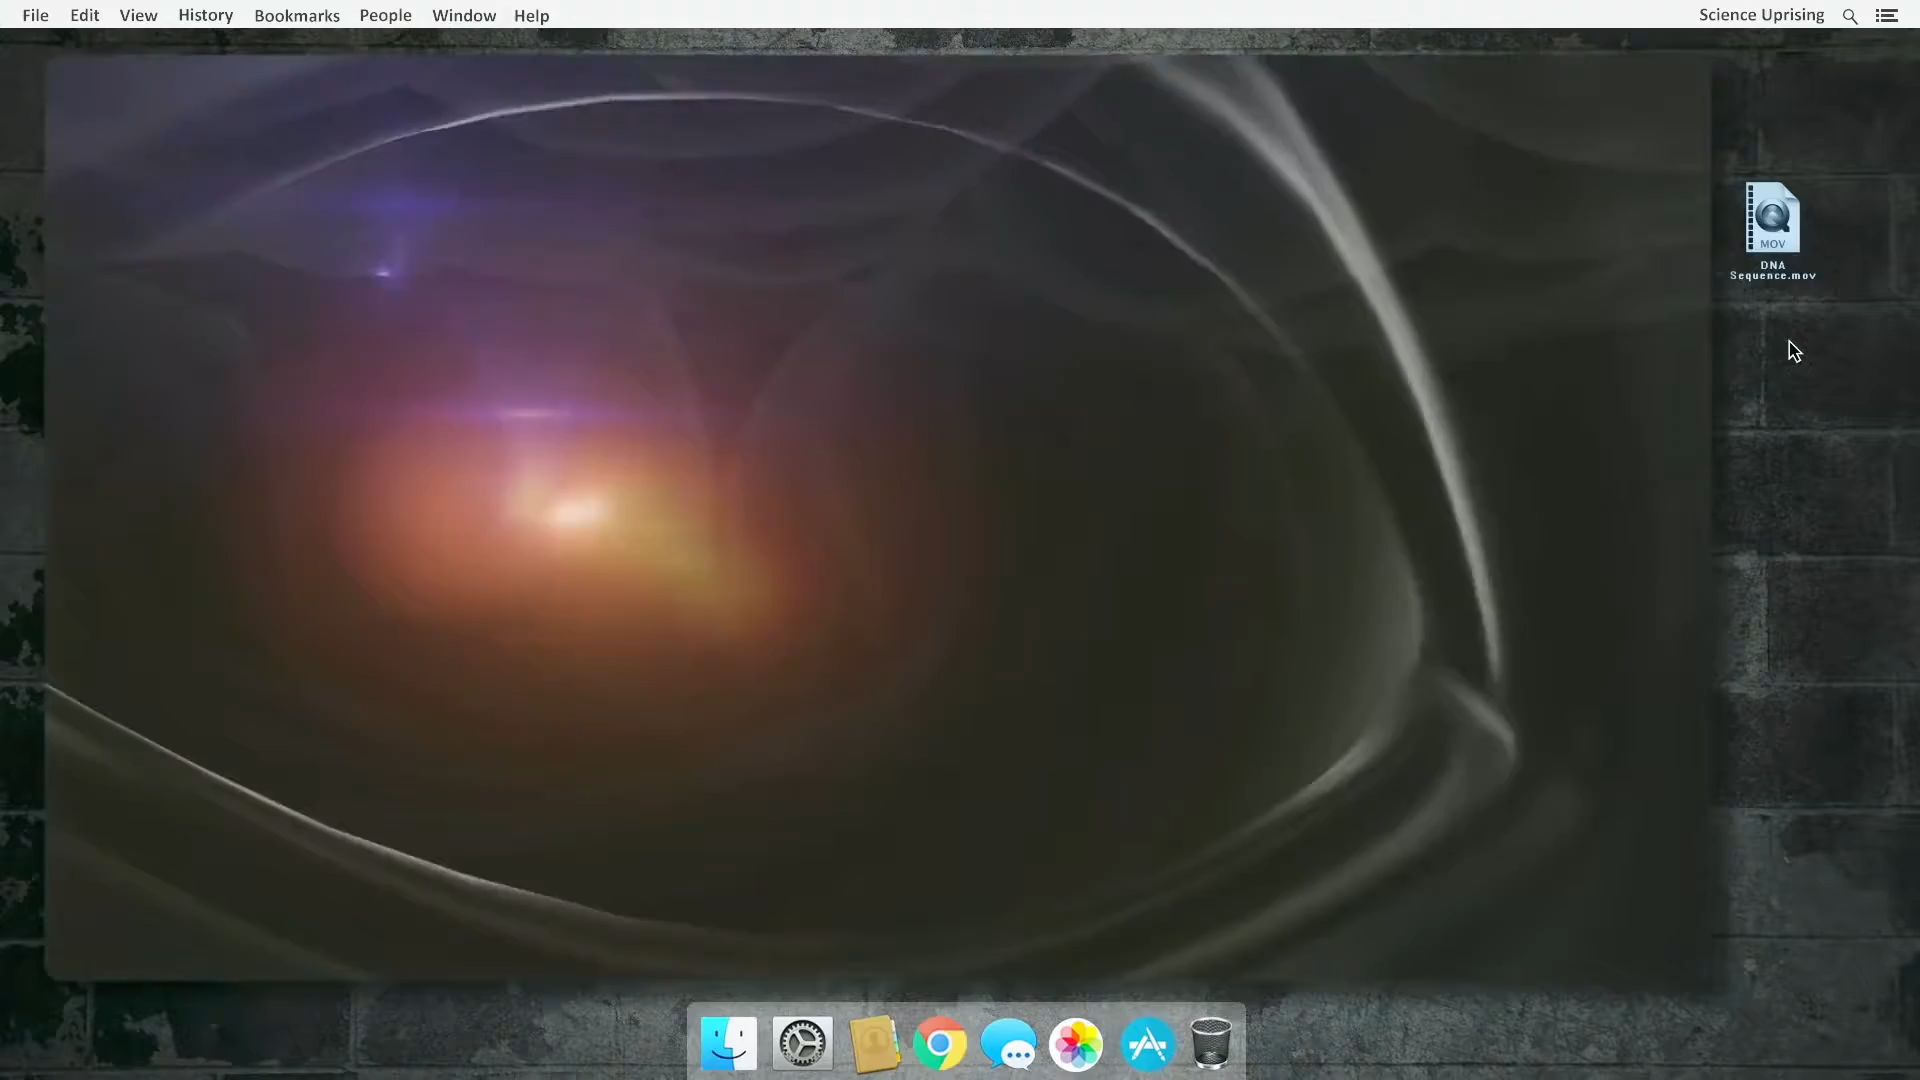 File Edit View History Bookmarks People Window Help Science Uprising
MOV
DNA
Sequence.mov